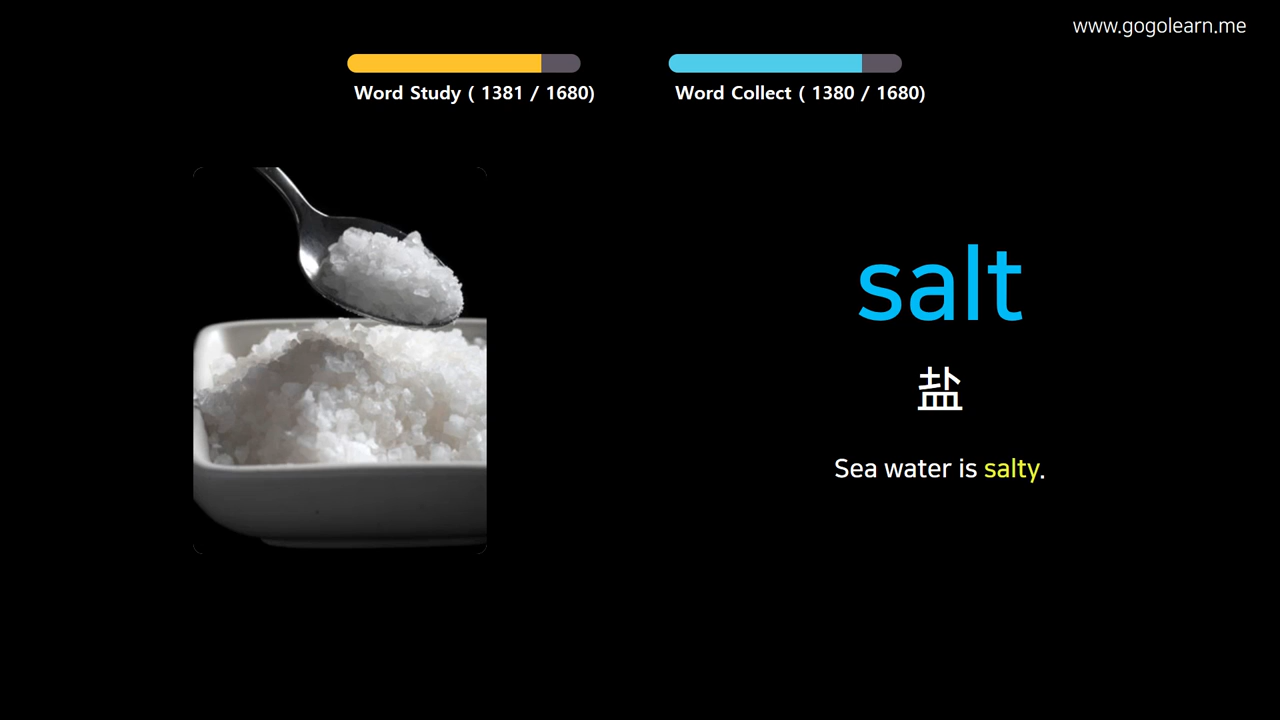 www.gogolearn.me
Word Study ( 1381 / 1680)
Word Collect ( 1380 / 1680)
salt
盐
Sea water is salty.